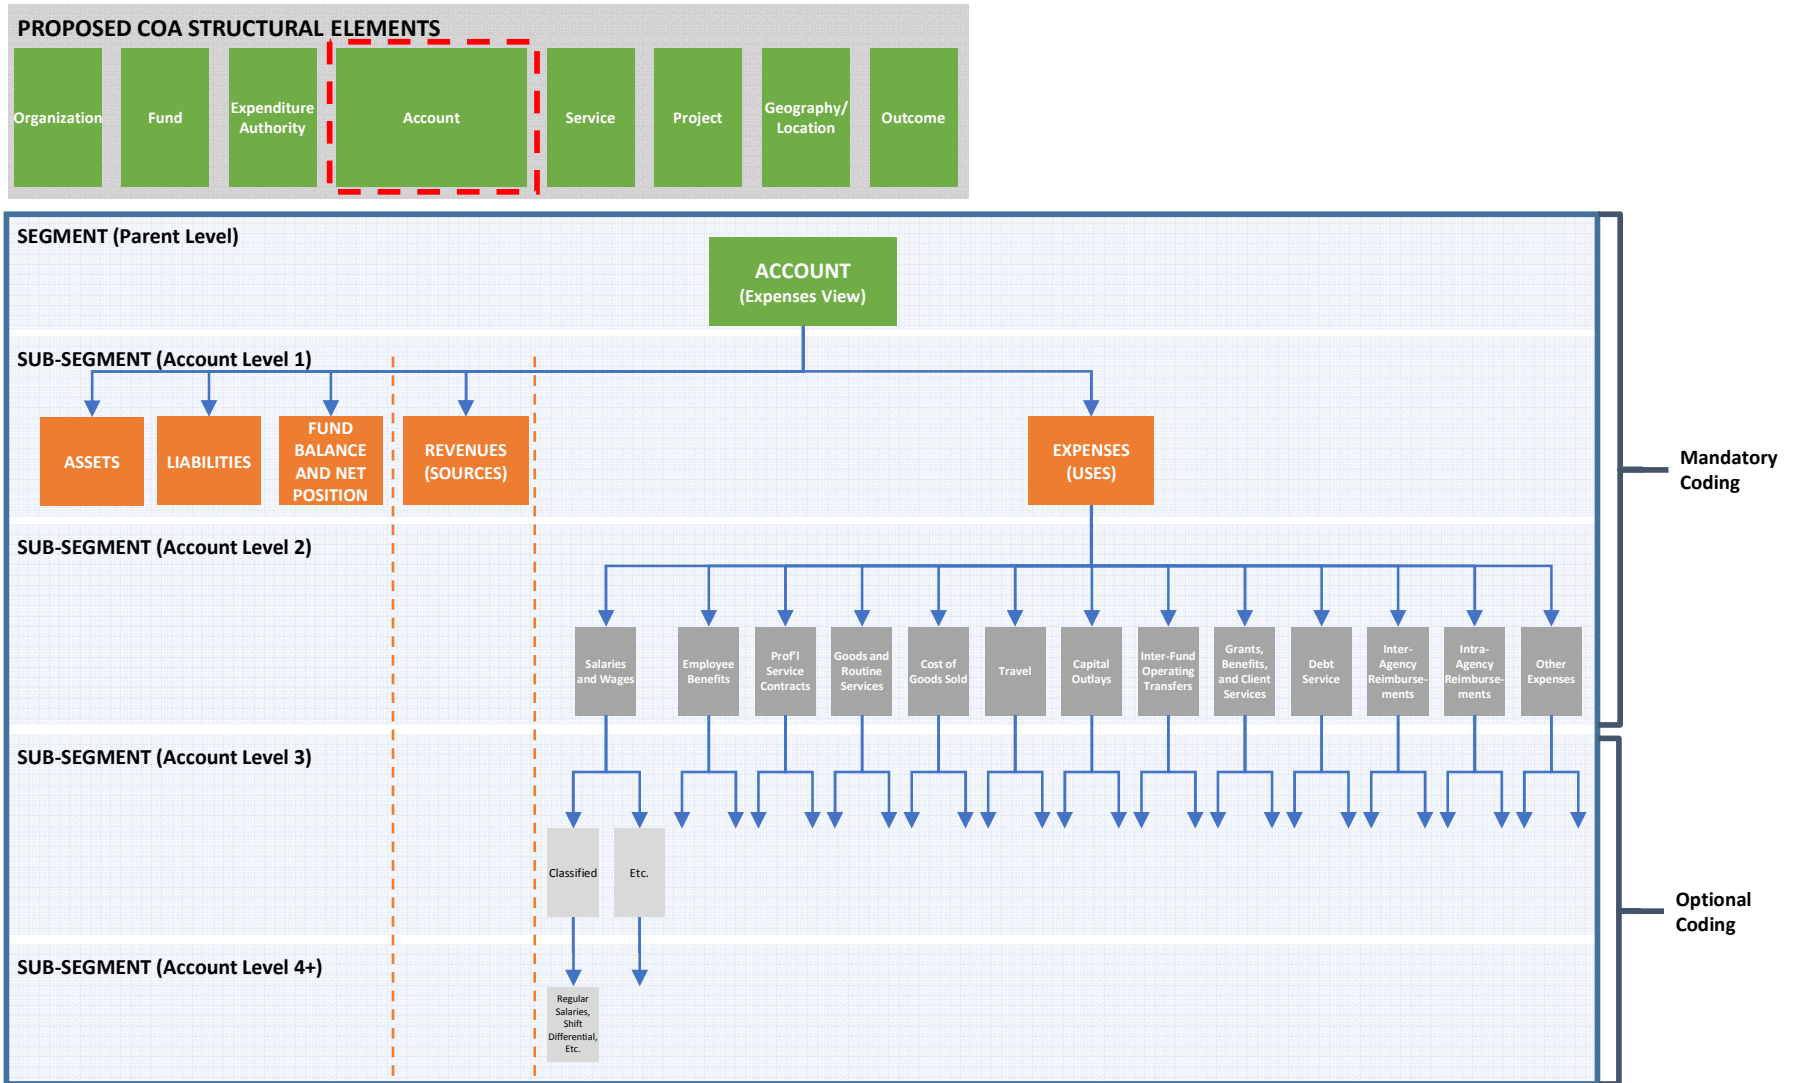 PROPOSED COA STRUCTURAL ELEMENTS
Organization
Fund
Expenditure
Authority
Account
Service
Project
Geography/
Location
Outcome
SEGMENT (Parent Level)
ACCOUNT
(Expenses View)
SUB-SEGMENT (Account Level 1)
ASSETS
LIABILITIES
FUND
BALANCE
AND NET
POSITION
REVENUES
(SOURCES)
EXPENSES
(USES)
Mandatory
Coding
SUB-SEGMENT (Account Level 2)
Salaries
and Wages
Employee
Benefits
Prof'l
Service
Contracts
Goods and
Routine
Services
Cost of
Goods Sold
Travel
Capital
Outlays
Inter-Fund
Operating
Transfers
Grants,
Benefits,
and Client
Services
Debt
Service
Inter-
Agency
Reimburse-
ments
Intra-
Agency
Reimburse-
ments
Other
Expenses
SUB-SEGMENT (Account Level 3)
Classified
Etc.
Optional
Coding
SUB-SEGMENT (Account Level 4+)
Regular
Salaries,
Shift
Differential,
Etc.